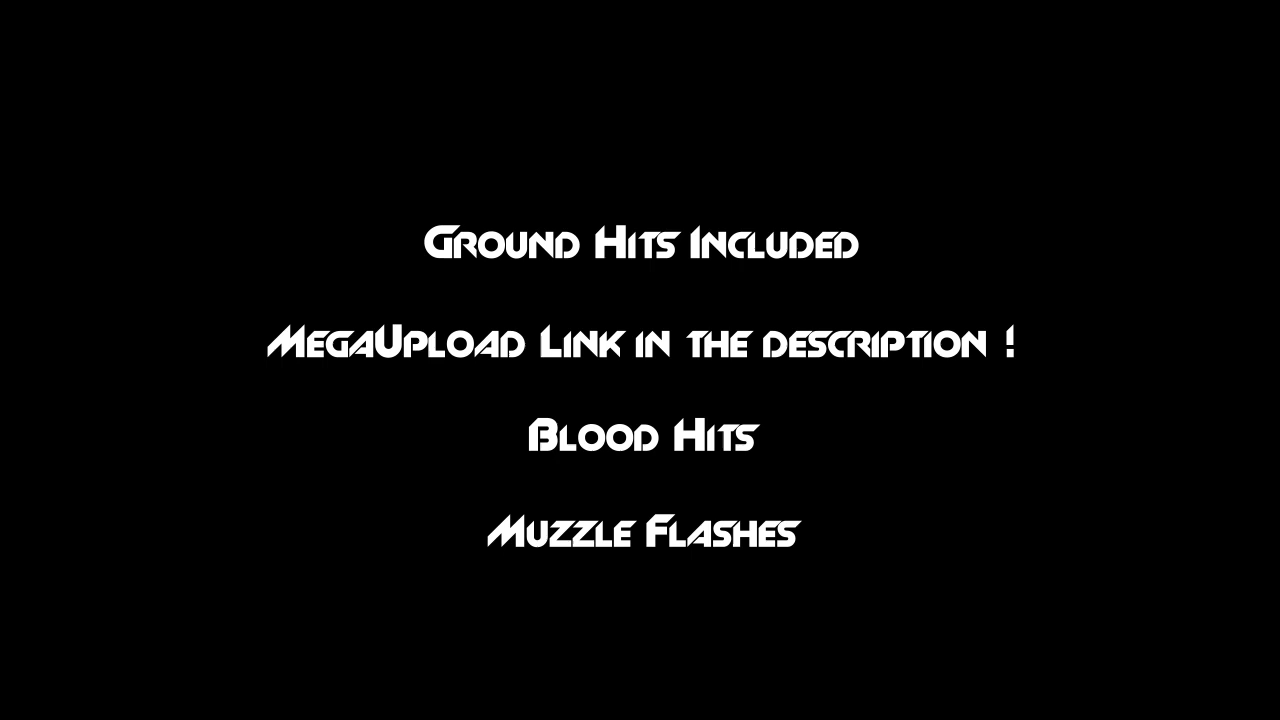 Ground Hits Included
MegaUpload Link in the description !
Blood Hits
Muzzle Flashes